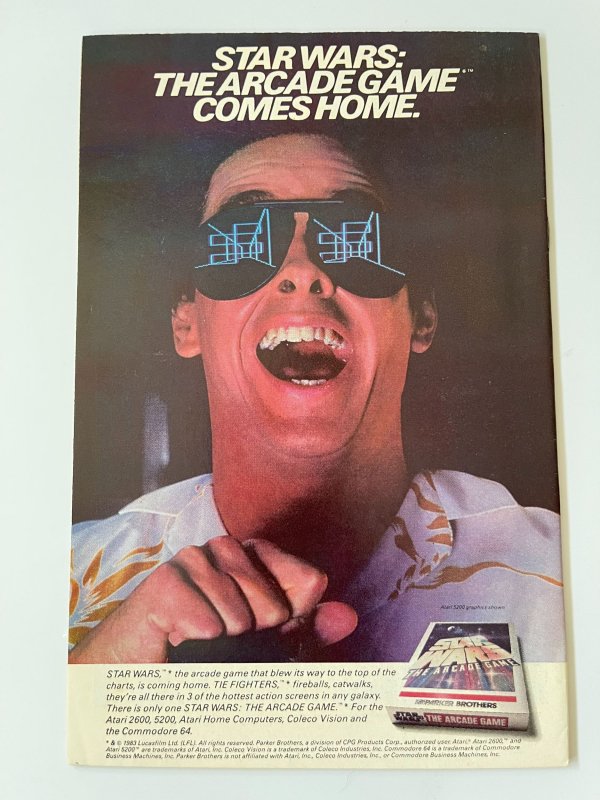 STAR WARS:
THE ARCADE GAME*™
COMES HOME.
Atari 5200 graphics shown
STAR WARS
THE ARCADE GAME
PARKER BROTHERS
THE ARCADE GAME
STAR WARS,™* the arcade game that blew its way to the top of the
charts, is coming home. TIE FIGHTERS,™* fireballs, catwalks,
they're all there in 3 of the hottest action screens in any galaxy.
There is only one STAR WARS: THE ARCADE GAME.™* For the
Atari 2600, 5200, Atari Home Computers, Coleco Vision and
the Commodore 64.
* & © 1983 Lucasfilm Ltd. (LFL). All rights reserved. Parker Brothers, a division of CPG Products Corp., authorized user. Atari,® Atari 2600,™ and
Atari 5200™ are trademarks of Atari, Inc. Coleco Vision is a trademark of Coleco Industries, Inc. Commodore 64 is a trademark of Commodore
Business Machines, Inc. Parker Brothers is not affiliated with Atari, Inc., Coleco Industries, Inc., or Commodore Business Machines, Inc.